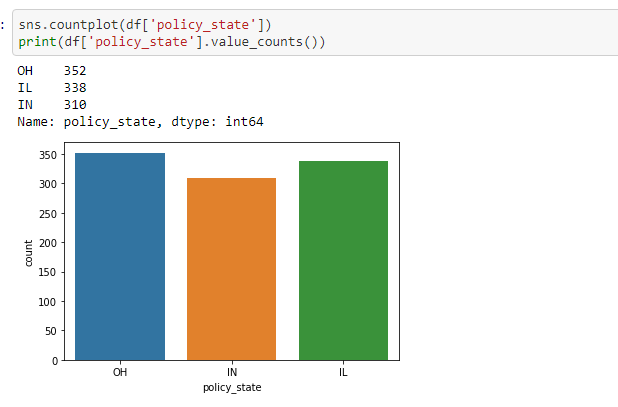 :
sns.countplot(df['policy_state'])
print(df['policy_state'].value_counts())
OH    352
IL    338
IN    310
Name: policy_state, dtype: int64
350
300
250
200
150
100
50
0
count
OH IN IL
policy_state